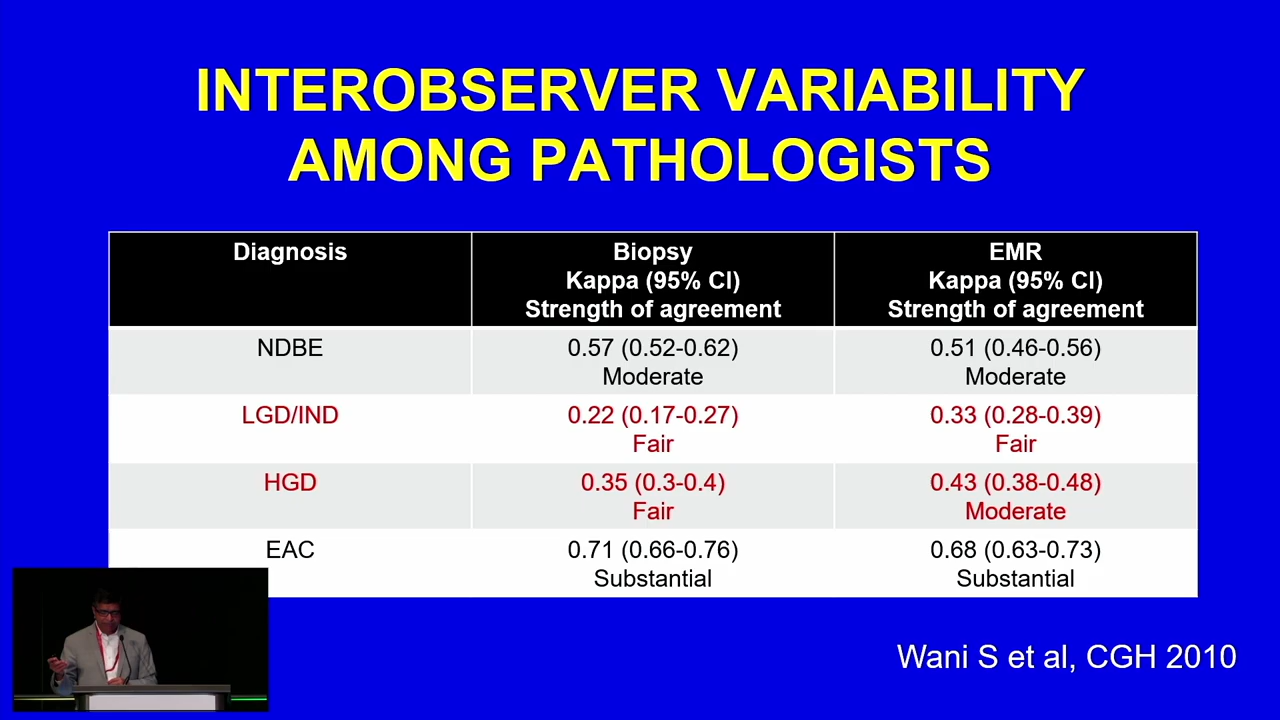 INTEROBSERVER VARIABILITY
AMONG PATHOLOGISTS
Diagnosis
Biopsy
Kappa (95% CI)
Strength of agreement
EMR
Kappa (95% CI)
Strength of agreement
NDBE
0.57 (0.52-0.62)
Moderate
0.51 (0.46-0.56)
Moderate
LGD/IND
0.22 (0.17-0.27)
Fair
0.33 (0.28-0.39)
Fair
HGD
0.35 (0.3-0.4)
Fair
0.43 (0.38-0.48)
Moderate
EAC
0.71 (0.66-0.76)
Substantial
0.68 (0.63-0.73)
Substantial
Wani S et al, CGH 2010